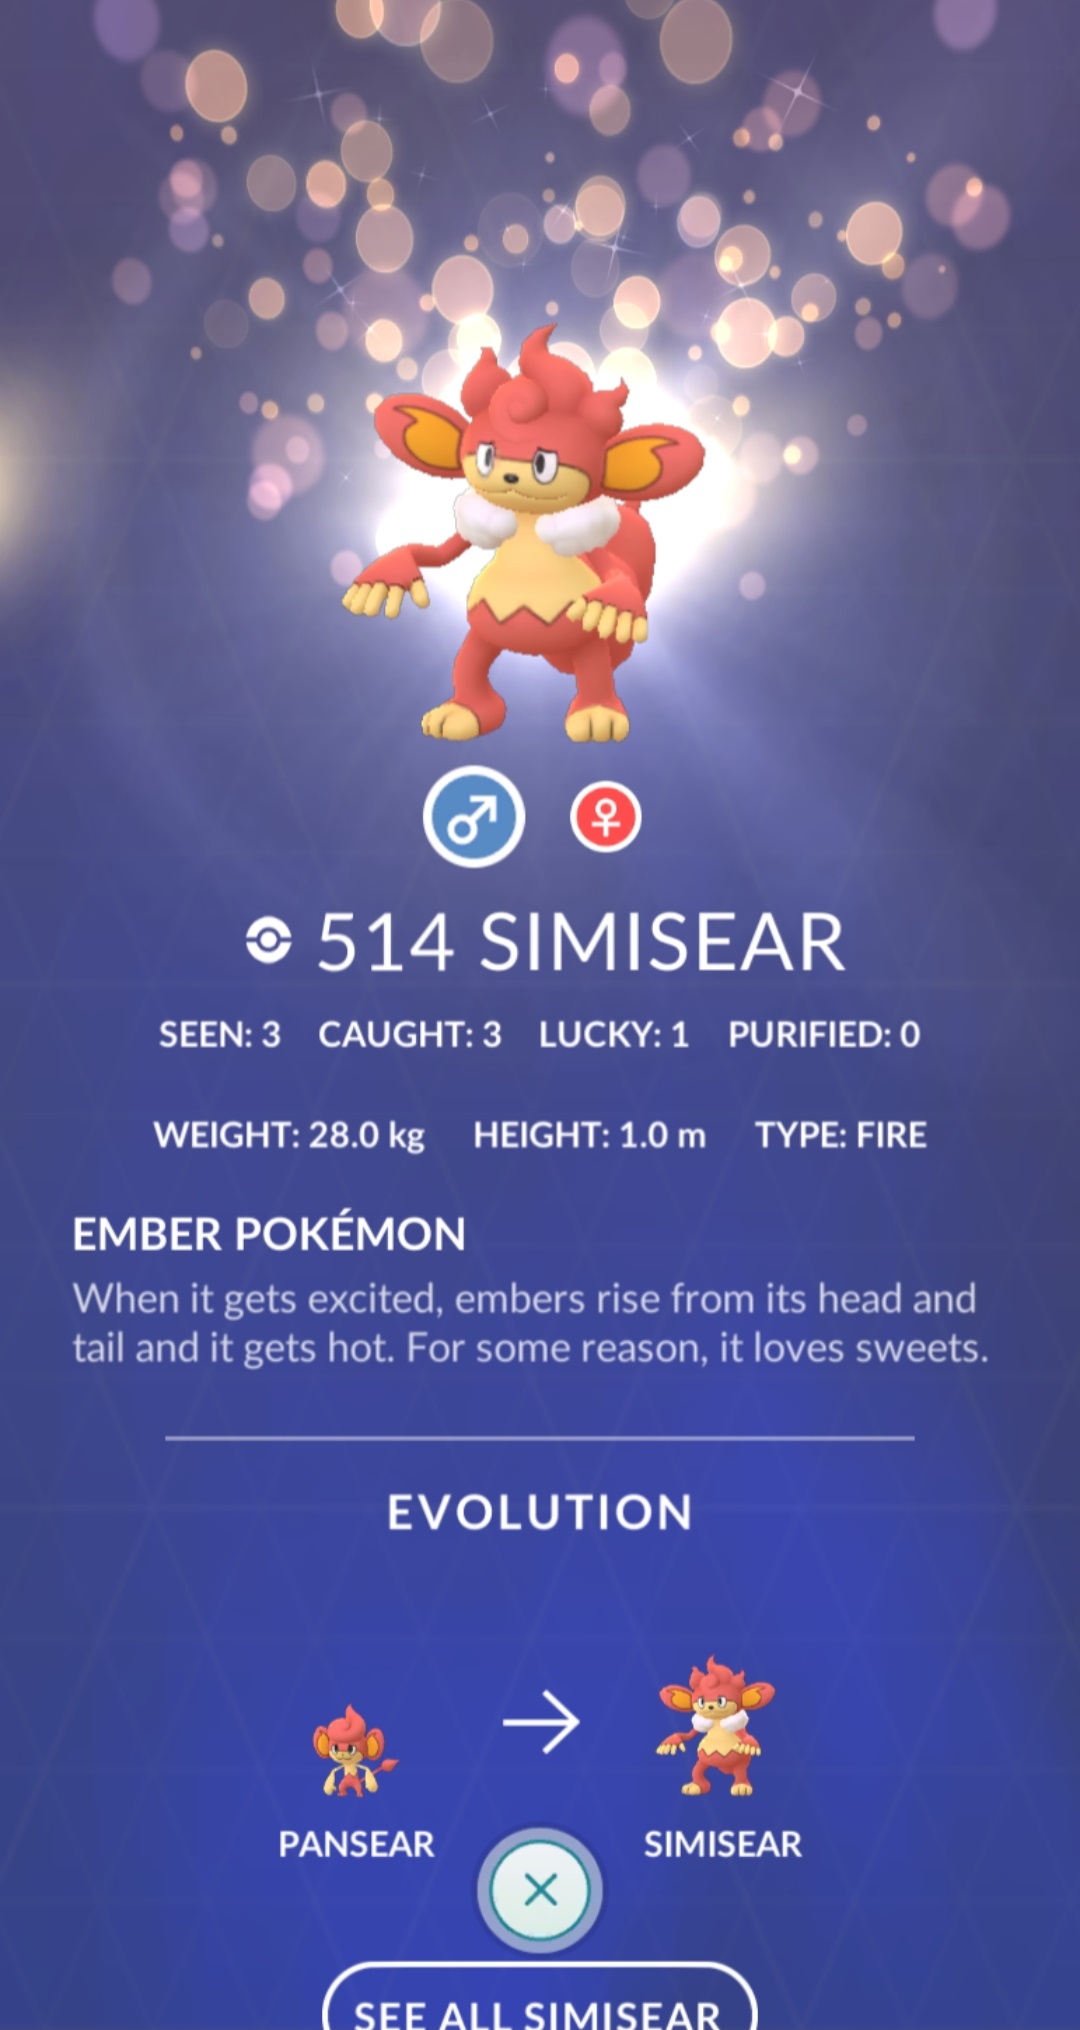 514 SIMISEAR
SEEN: 3 CAUGHT: 3 LUCKY: 1 PURIFIED: 0
WEIGHT: 28.0 kg HEIGHT: 1.0 m TYPE: FIRE
EMBER POKÉMON
When it gets excited, embers rise from its head and
tail and it gets hot. For some reason, it loves sweets.
EVOLUTION
PANSEAR SIMISEAR
SEE ALL SIMISEAR